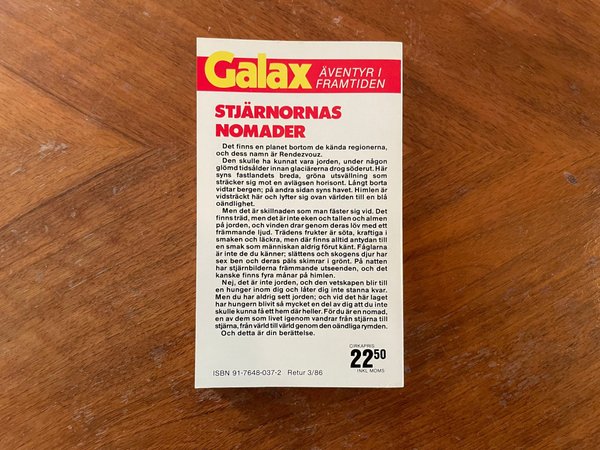 Galax
ÄVENTYR I
FRAMTIDEN
STJÄRNORNAS
NOMADER
Det finns en planet bortom de kända regionerna,
och dess namn är Rendezvouz.
Den skulle ha kunnat vara jorden, under någon
glömd tidsålder innan glaciärerna drog söderut. Här
syns fastlandets breda, gröna utsvällning som
sträcker sig mot en avlägsen horisont. Långt borta
vidtar bergen; på andra sidan syns havet. Himlen är
vidsträckt här och lyfter sig ovan världen till en blå
oändlighet.
Men det är skillnaden som man fäster sig vid. Det
finns träd, men det är inte eken och tallen och almen
på jorden, och vinden drar genom deras löv med ett
främmande ljud. Trädens frukter är söta, kraftiga i
smaken och läckra, men där finns alltid antydan till
en smak som människan aldrig förut känt. Fåglarna
är inte de du känner; slättens och skogens djur har
sex ben och deras päls skimrar i grönt. På natten
har stjärnbilderna främmande utseenden, och det
kanske finns fyra månar på himlen.
Nej, det är inte jorden, och den vetskapen blir till
en hunger inom dig och låter dig inte stanna kvar.
Men du har aldrig sett jorden; och vid det här laget
har hungern blivit så mycket en del av dig att du inte
skulle kunna få ett hem där heller. För du är en nomad,
en av dem som livet igenom vandrar från stjärna till
stjärna, från värld till värld genom den oändliga rymden.
Och detta är din berättelse.
CIRKAPRIS
22 50
INKL MOMS
ISBN 91-7648-037-2 Retur 3/86